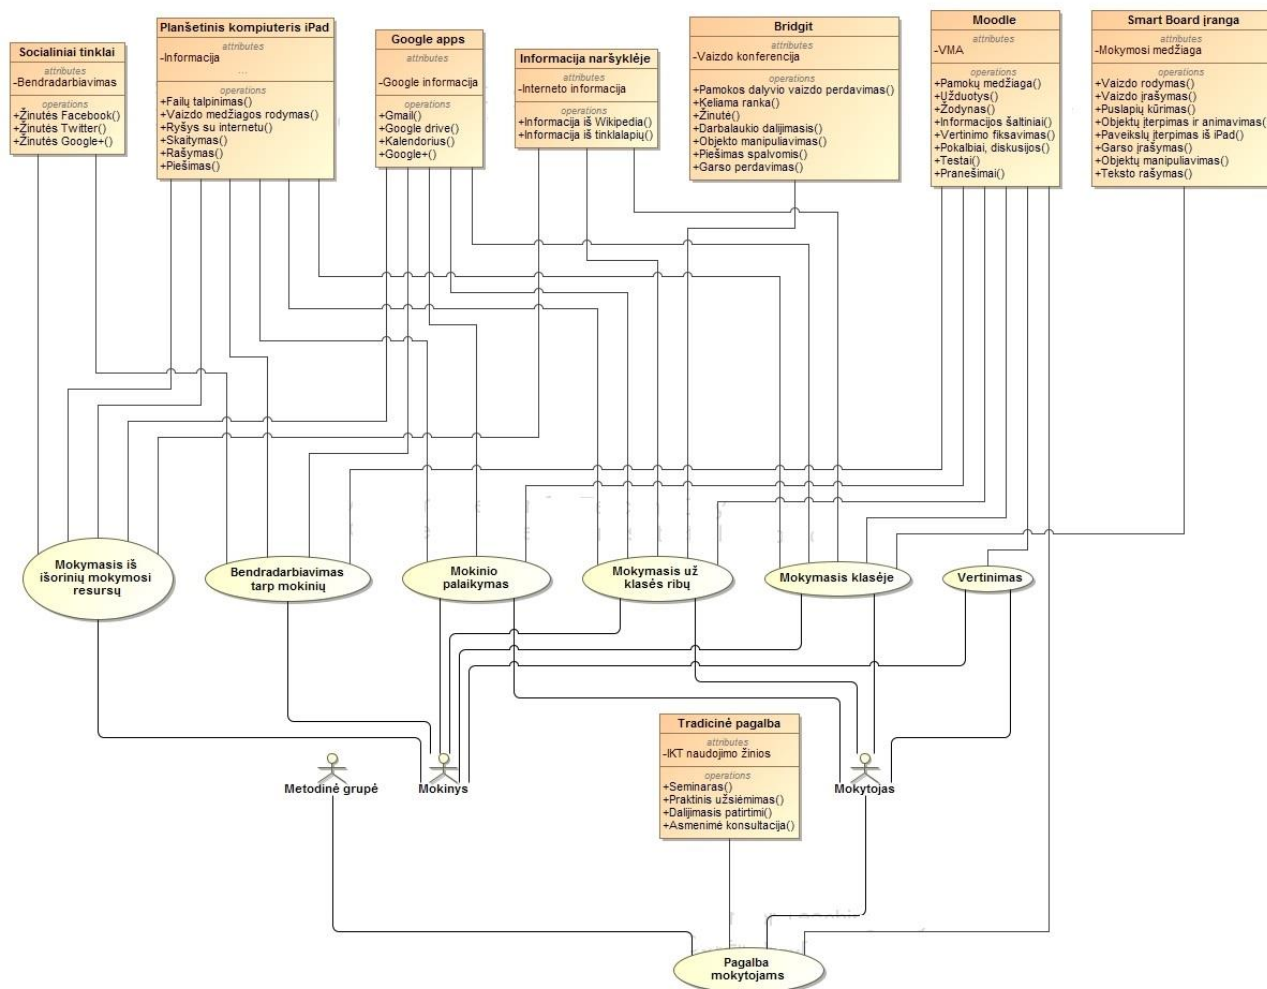 Socialiniai tinklai
attributes
-Bendradarbiavimas
operations
+Žinutės Facebook()
+Žinutės Twitter()
+Žinutės Google+()
Planšetinis kompiuteris iPad
attributes
-Informacija
...
operations
+Failų talpinimas()
+Vaizdo medžiagos rodymas()
+Ryšys su internetu()
+Skaitymas()
+Rašymas()
+Piešimas()
Google apps
attributes
-Google informacija
operations
+Gmail()
+Google drive()
+Kalendorius()
+Google+()
Informacija naršyklėje
attributes
-Interneto informacija
operations
+Informacija iš Wikipedia()
+Informacija iš tinklalapių()
Bridgit
attributes
-Vaizdo konferencija
operations
+Pamokos dalyvio vaizdo perdavimas()
+Keliama ranka()
+Žinutė()
+Darbalaukio dalijimasis()
+Objekto manipuliavimas()
+Piešimas spalvomis()
+Garso perdavimas()
Moodle
attributes
-VMA
operations
+Pamokų medžiaga()
+Užduotys()
+Žodynas()
+Informacijos šaltiniai()
+Vertinimo fiksavimas()
+Pokalbiai, diskusijos()
+Testai()
+Pranešimai()
Smart Board įranga
attributes
-Mokymosi medžiaga
operations
+Vaizdo rodymas()
+Vaizdo įrašymas()
+Puslapių kūrimas()
+Objektų įterpimas ir animavimas()
+Paveikslų įterpimas iš iPad()
+Garso įrašymas()
+Objektų manipuliavimas()
+Teksto rašymas()
Mokymasis iš
išorinių mokymosi
resursų
Bendradarbiavimas
tarp mokinių
Mokinio
palaikymas
Mokymasis už
klasės ribų
Mokymasis klasėje
Vertinimas
Metodinė grupė
Mokinys
Tradicinė pagalba
attributes
-IKT naudojimo žinios
operations
+Seminaras()
+Praktinis užsiėmimas()
+Dalijimasis patirtimi()
+Asmenimė konsultacija()
Mokytojas
Pagalba
mokytojams